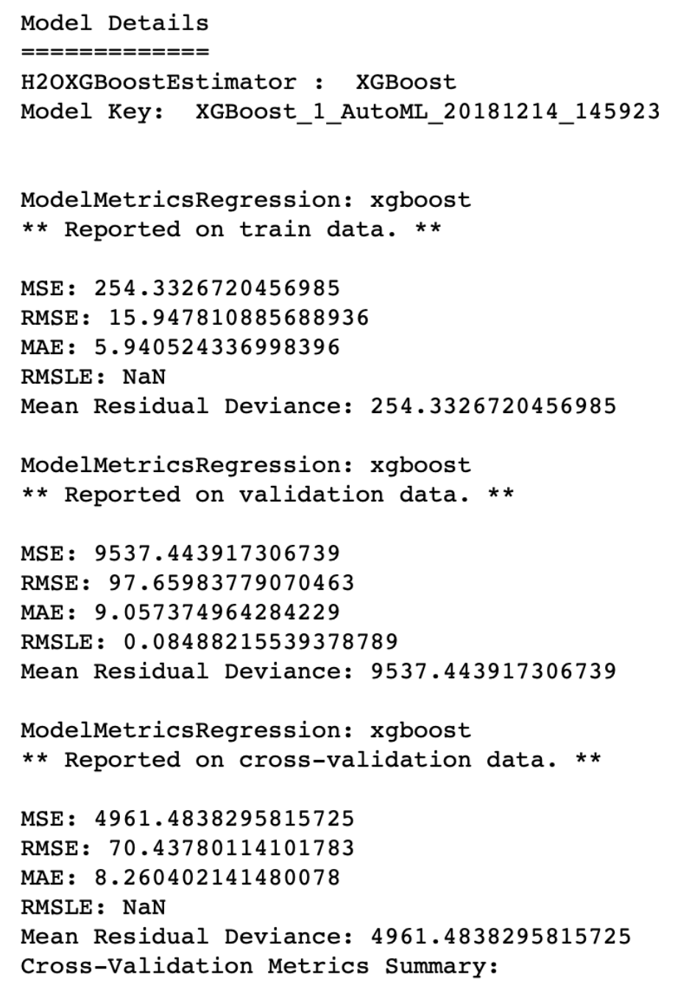 Model Details
=============
H2OXGBoostEstimator :  XGBoost
Model Key:  XGBoost_1_AutoML_20181214_145923
ModelMetricsRegression: xgboost
** Reported on train data. **
MSE: 254.3326720456985
RMSE: 15.947810885688936
MAE: 5.940524336998396
RMSLE: NaN
Mean Residual Deviance: 254.3326720456985
ModelMetricsRegression: xgboost
** Reported on validation data. **
MSE: 9537.443917306739
RMSE: 97.65983779070463
MAE: 9.057374964284229
RMSLE: 0.08488215539378789
Mean Residual Deviance: 9537.443917306739
ModelMetricsRegression: xgboost
** Reported on cross-validation data. **
MSE: 4961.4838295815725
RMSE: 70.43780114101783
MAE: 8.260402141480078
RMSLE: NaN
Mean Residual Deviance: 4961.4838295815725
Cross-Validation Metrics Summary: